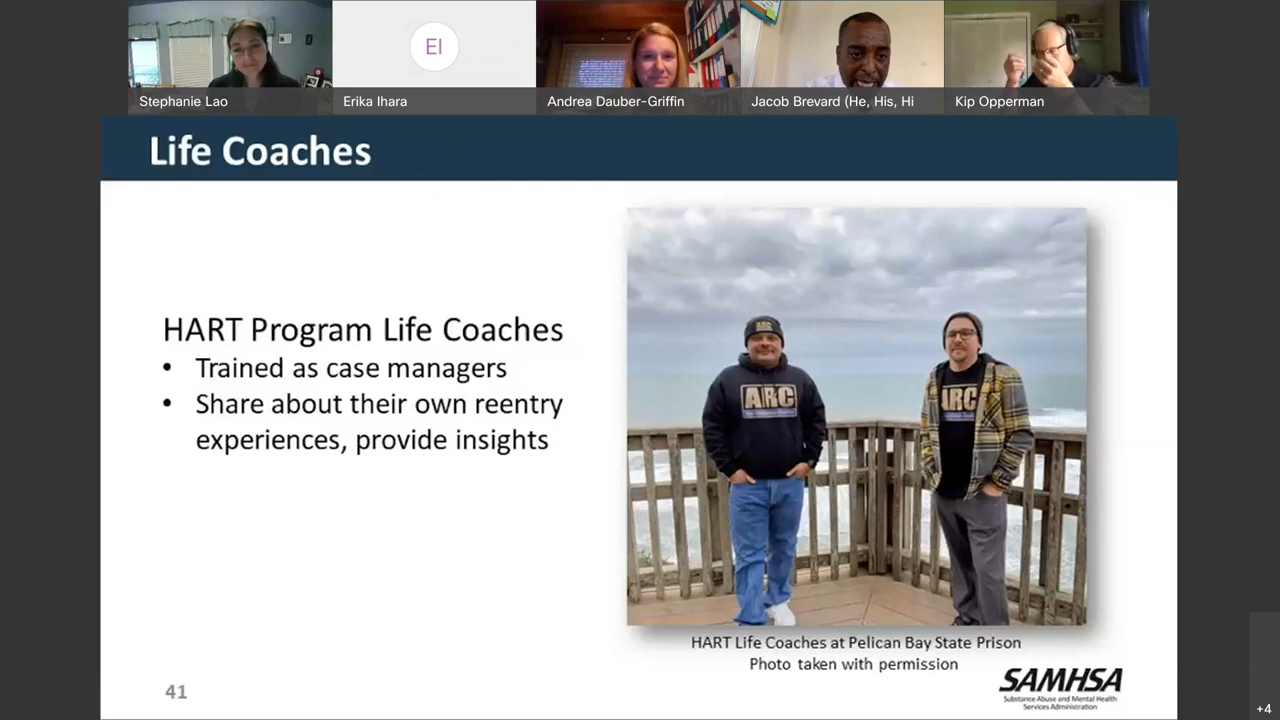 EI
Stephanie Lao
Erika Ihara
Andrea Dauber-Griffin
Jacob Brevard (He, His, Hi
Kip Opperman
Life Coaches
HART Program Life Coaches
• Trained as case managers
• Share about their own reentry
experiences, provide insights
ARC
ARC
ARC
HART Life Coaches at Pelican Bay State Prison
Photo taken with permission
41
SAMHSA
Substance Abuse and Mental Health
Services Administration
+4